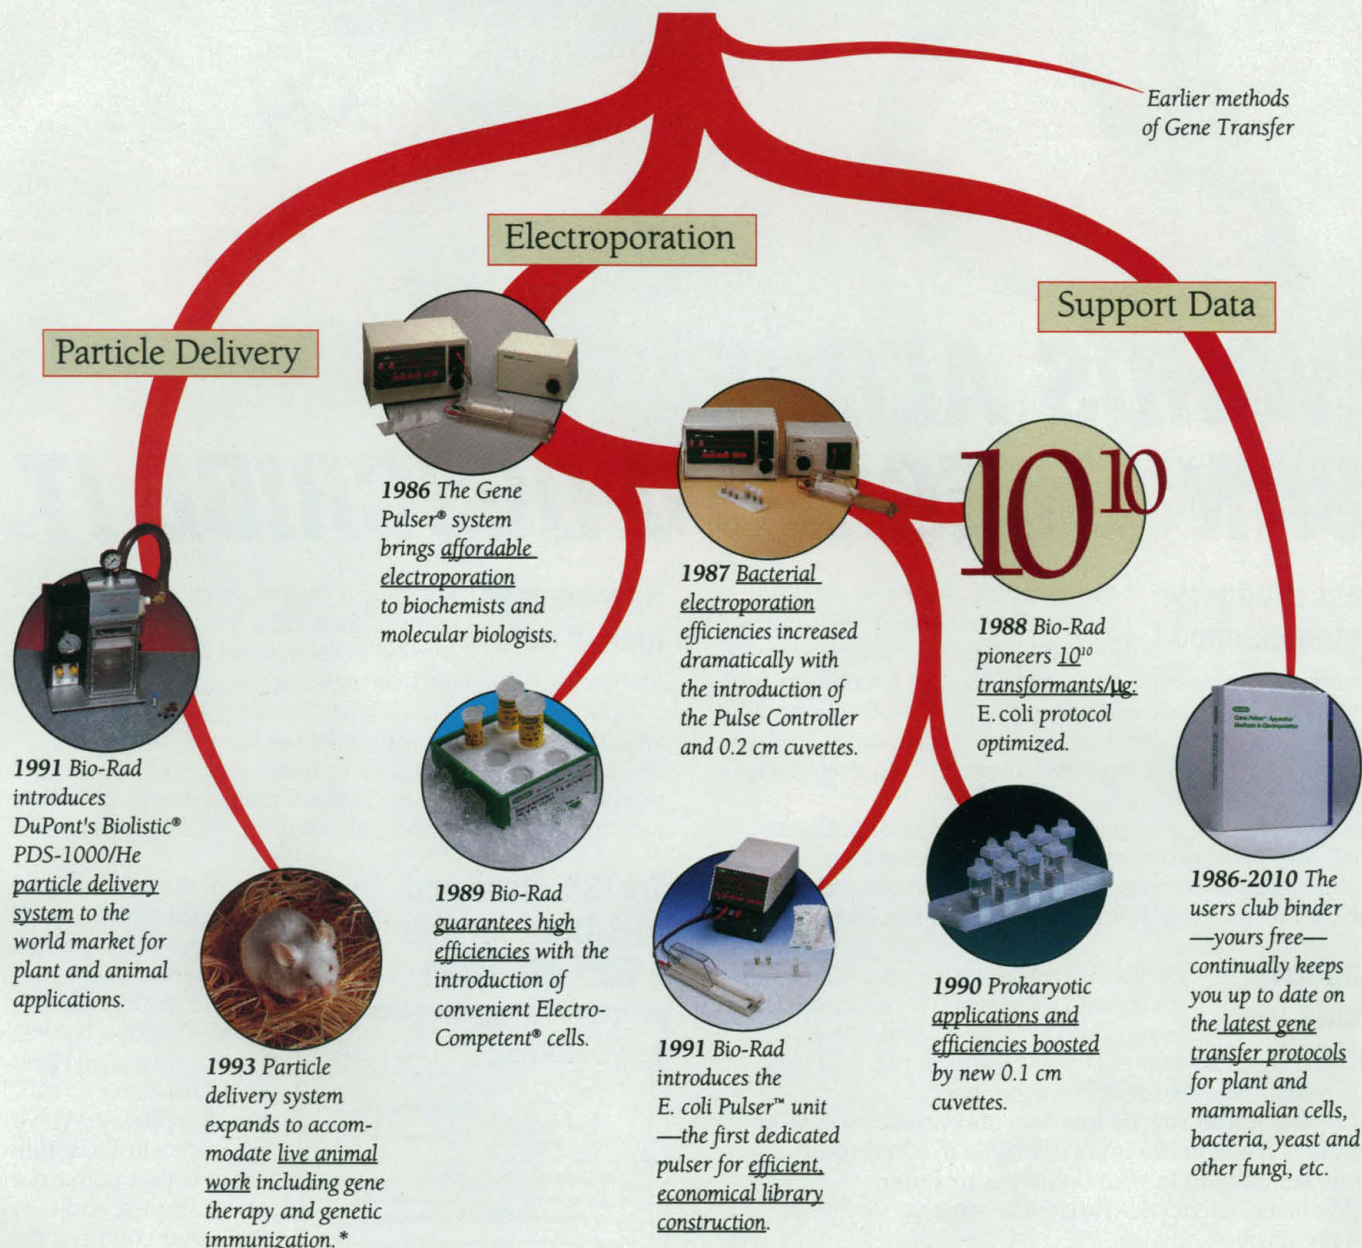 Earlier methods
of Gene Transfer
Electroporation
Support Data
Particle Delivery
1986 The Gene
Pulser® system
brings affordable
electroporation
to biochemists and
molecular biologists.
1987 Bacterial
electroporation
efficiencies increased
dramatically with
the introduction of
the Pulse Controller
and 0.2 cm cuvettes.
10¹⁰
1988 Bio-Rad
pioneers 10¹⁰
transformants/µg:
E. coli protocol
optimized.
1991 Bio-Rad
introduces
DuPont's Biolistic®
PDS-1000/He
particle delivery
system to the
world market for
plant and animal
applications.
1993 Particle
delivery system
expands to accom-
modate live animal
work including gene
therapy and genetic
immunization.*
1989 Bio-Rad
guarantees high
efficiencies with the
introduction of
convenient Electro-
Competent® cells.
1991 Bio-Rad
introduces the
E. coli Pulser™ unit
—the first dedicated
pulser for efficient,
economical library
construction.
1990 Prokaryotic
applications and
efficiencies boosted
by new 0.1 cm
cuvettes.
Gene Pulser™ Apparatus
Methods in Electroporation
1986-2010 The
users club binder
—yours free—
continually keeps
you up to date on
the latest gene
transfer protocols
for plant and
mammalian cells,
bacteria, yeast and
other fungi, etc.